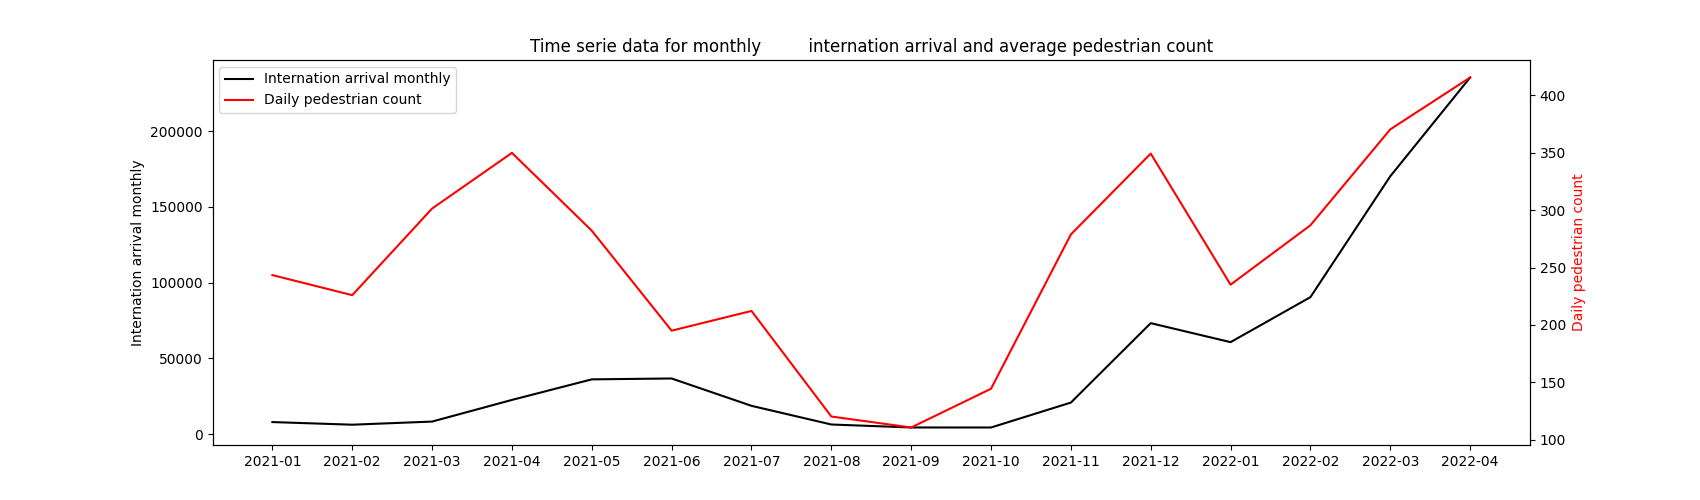 Time serie data for monthly         internation arrival and average pedestrian count
Internation arrival monthly
Daily pedestrian count
Internation arrival monthly
200000
150000
100000
50000
0
400
350
300
250
200
150
100
Daily pedestrian count
2021-01 2021-02 2021-03 2021-04 2021-05 2021-06 2021-07 2021-08 2021-09 2021-10 2021-11 2021-12 2022-01 2022-02 2022-03 2022-04